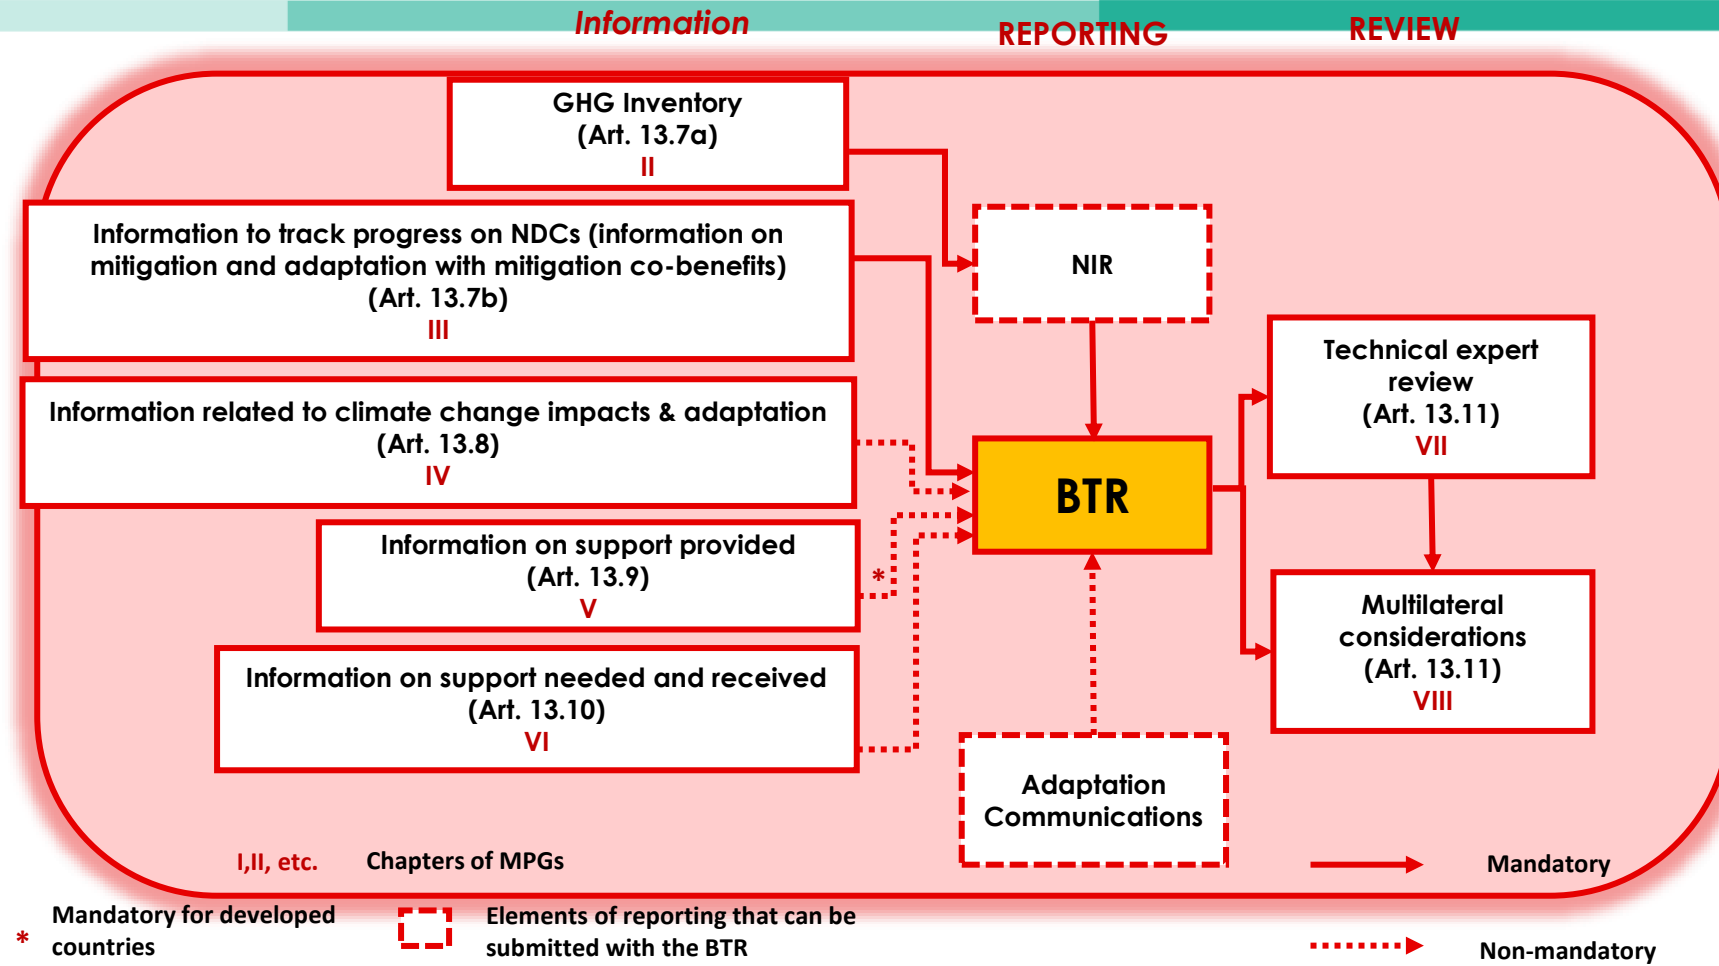 Information
REPORTING
REVIEW
GHG Inventory
(Art. 13.7a)
II
Information to track progress on NDCs (information on
mitigation and adaptation with mitigation co-benefits)
(Art. 13.7b)
III
Information related to climate change impacts & adaptation
(Art. 13.8)
IV
Information on support provided
(Art. 13.9)
V
*
Information on support needed and received
(Art. 13.10)
VI
NIR
BTR
Adaptation
Communications
Technical expert
review
(Art. 13.11)
VII
Multilateral
considerations
(Art. 13.11)
VIII
I,II, etc. Chapters of MPGs
Mandatory
* Mandatory for developed
countries
Elements of reporting that can be
submitted with the BTR
Non-mandatory